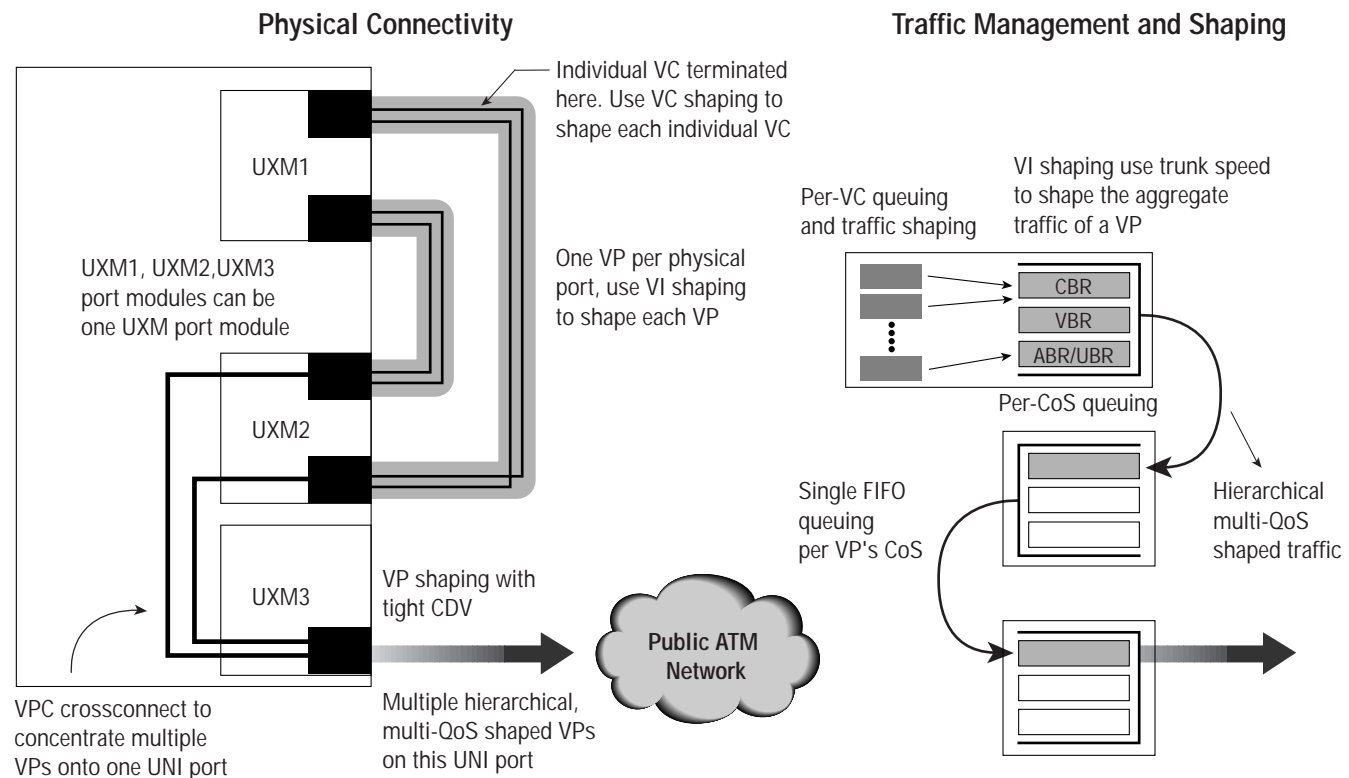 Physical Connectivity
Traffic Management and Shaping
Individual VC terminated
here. Use VC shaping to
shape each individual VC
UXM1
UXM1, UXM2,UXM3
port modules can be
one UXM port module
One VP per physical
port, use VI shaping
to shape each VP
UXM2
UXM3
VP shaping with
tight CDV
Public ATM
Network
VPC crossconnect to
concentrate multiple
VPs onto one UNI port
Multiple hierarchical,
multi-QoS shaped VPs
on this UNI port
Per-VC queuing
and traffic shaping
VI shaping use trunk speed
to shape the aggregate
traffic of a VP
CBR
VBR
ABR/UBR
Per-CoS queuing
Single FIFO
queuing
per VP's CoS
Hierarchical
multi-QoS
shaped traffic